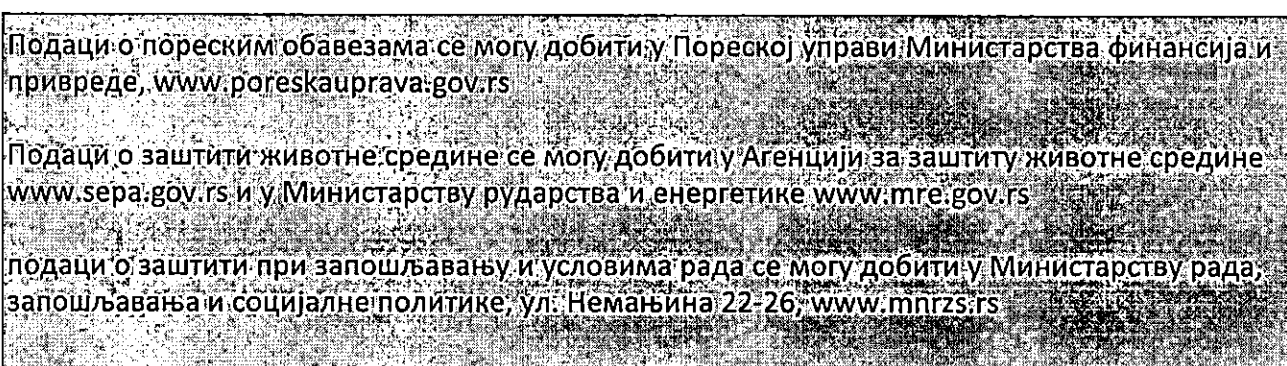 Подаци о пореским обавезама се могу добити у Пореској управи Министарства финансија и
привреде, www.poreskauprava.gov.rs
Подаци о заштити животне средине се могу добити у Агенцији за заштиту животне средине
www.sepa.gov.rs и у Министарству рударства и енергетике www.mre.gov.rs
подаци о заштити при запошљавању и условима рада се могу добити у Министарству рада,
запошљавања и социјалне политике, ул. Немањина 22-26, www.mnrzs.rs